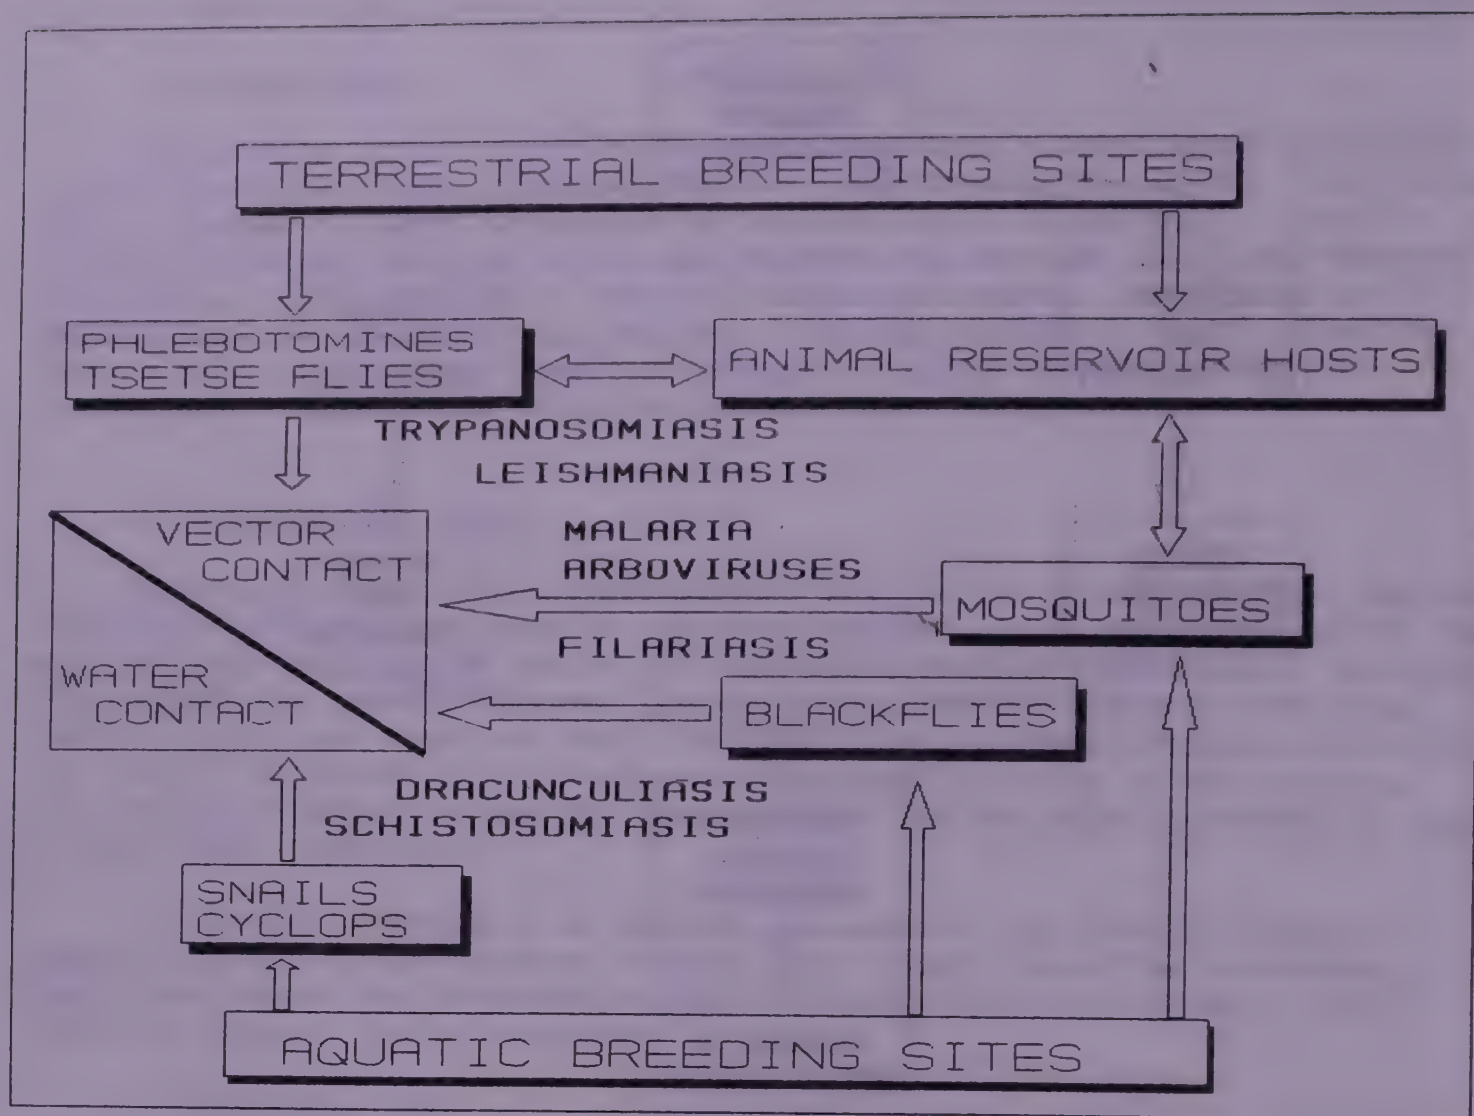 TERRESTRIAL BREEDING SITES
PHLEBOTOMINES
TSETSE FLIES
ANIMAL RESERVOIR HOSTS
TRYPANOSOMIASIS
LEISHMANIASIS
VECTOR
CONTACT
MALARIA
ARBOVIRUSES
MOSQUITOES
FILARIASIS
WATER
CONTACT
BLACKFLIES
DRACUNCULIASIS
SCHISTOSOMIASIS
SNAILS
CYCLOPS
AQUATIC BREEDING SITES